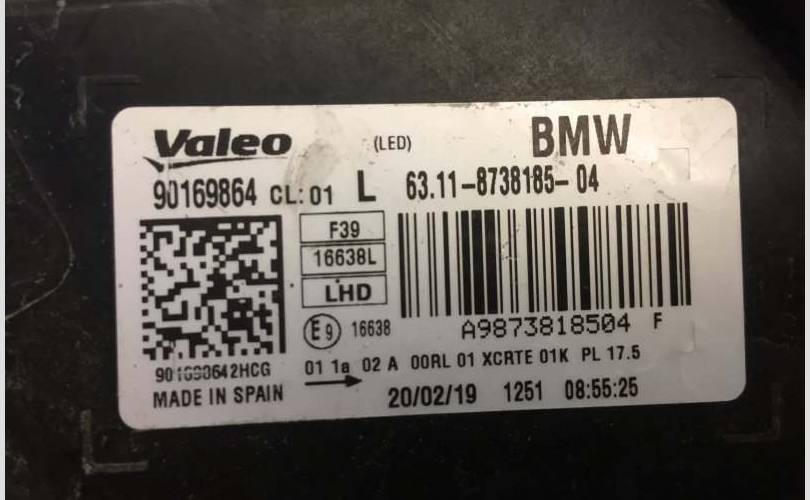 Valeo (LED) BMW
90169864 CL: 01 L 63.11-8738185-04
F39
16638L
LHD
E9 16638
A9873818504 F
01 1a 02 A 00RL 01 XCRTE 01K PL 17.5
MADE IN SPAIN
20/02/19 1251 08:55:25